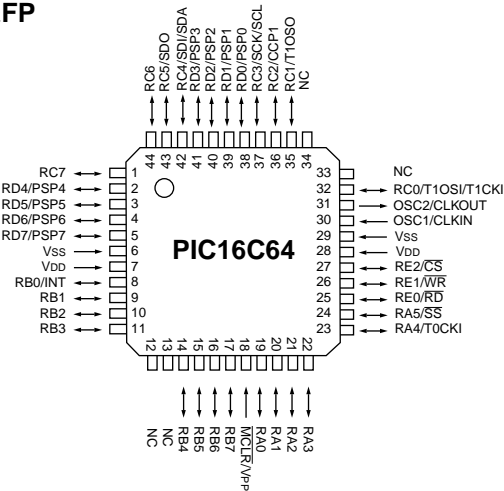 FP
RC6
RC5/SDO
RC4/SDI/SDA
RD3/PSP3
RD2/PSP2
RD1/PSP1
RD0/PSP0
RC3/SCK/SCL
RC2/CCP1
RC1/T1OSO
NC
44
43
42
41
40
39
38
37
36
35
34
RC7 1
RD4/PSP4 2
RD5/PSP5 3
RD6/PSP6 4
RD7/PSP7 5
VSS 6
VDD 7
RB0/INT 8
RB1 9
RB2 10
RB3 11
PIC16C64
33 NC
32 RC0/T1OSI/T1CKI
31 OSC2/CLKOUT
30 OSC1/CLKIN
29 VSS
28 VDD
27 RE2/CS
26 RE1/WR
25 RE0/RD
24 RA5/SS
23 RA4/T0CKI
12
13
14
15
16
17
18
19
20
21
22
NC
NC
RB4
RB5
RB6
RB7
MCLR/VPP
RA0
RA1
RA2
RA3